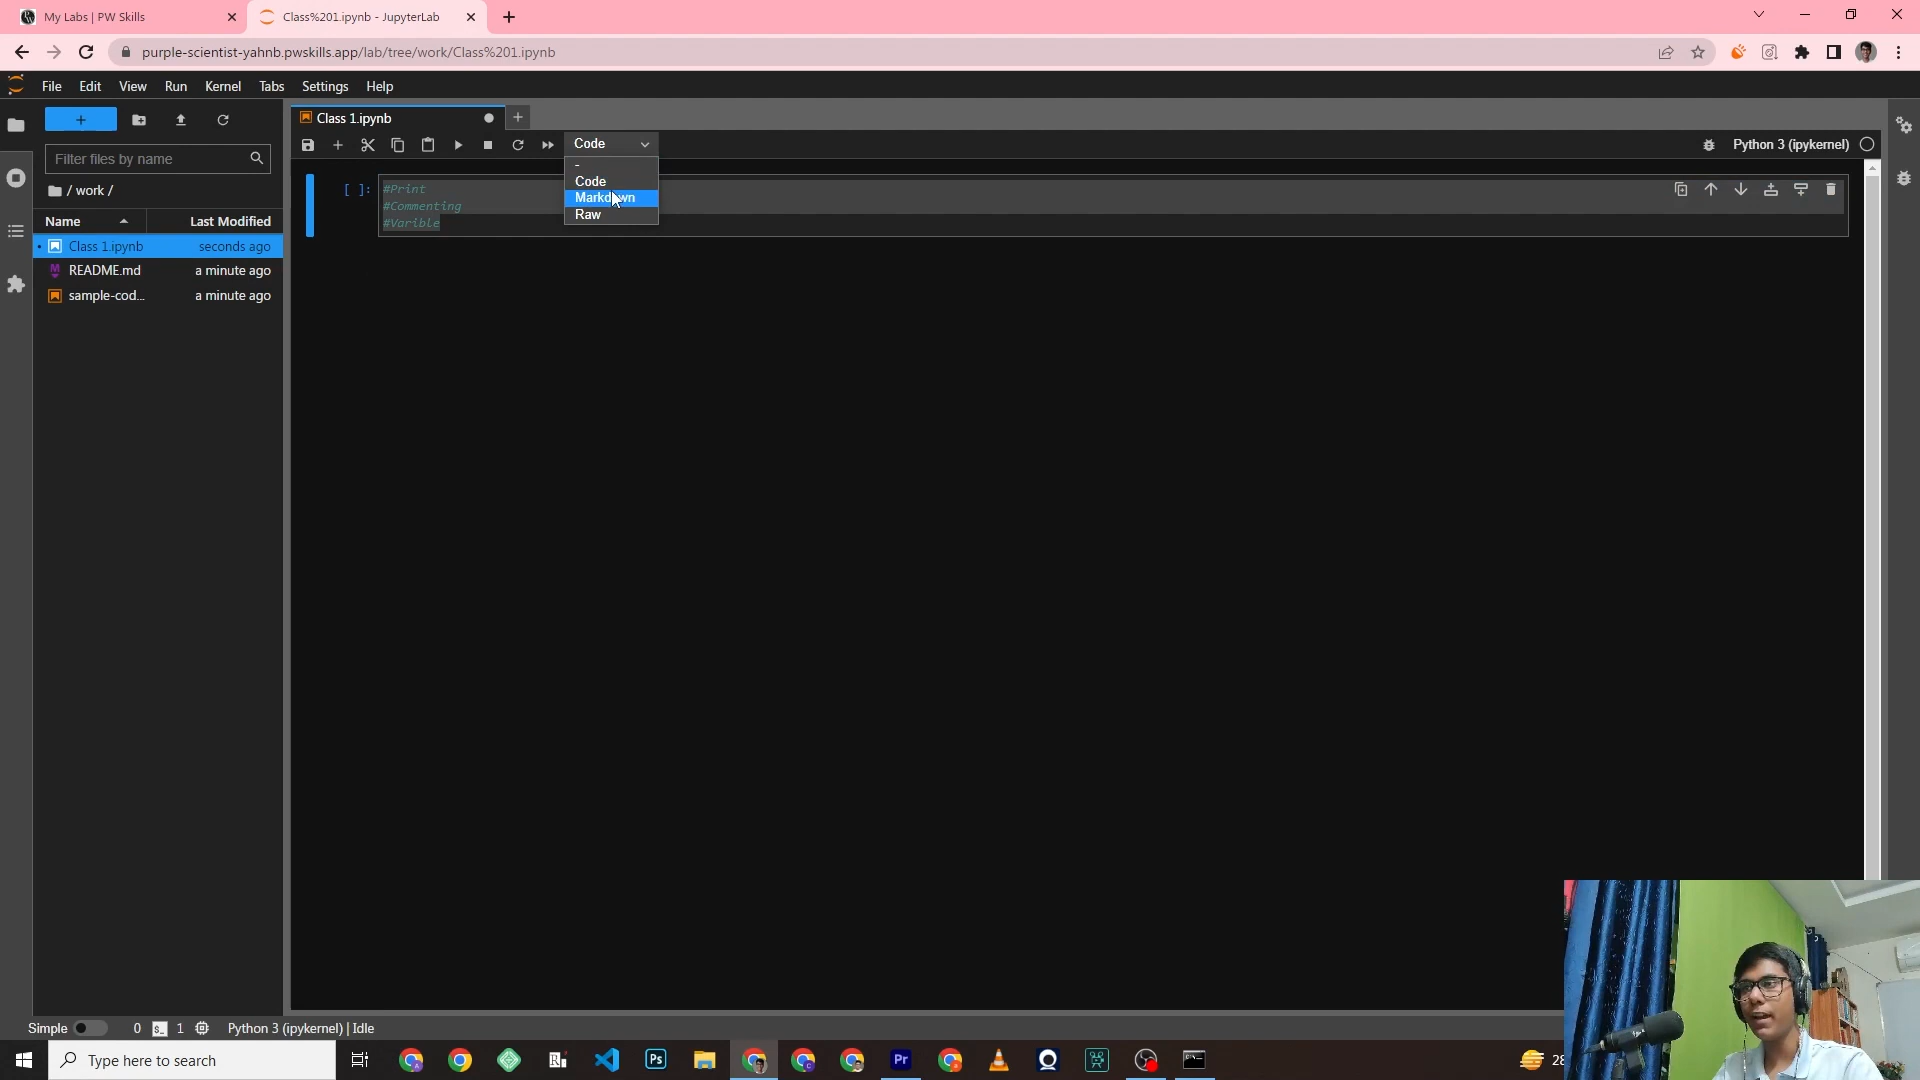 My Labs | PW Skills
Class%201.ipynb - JupyterLab
purple-scientist-yahnb.pwskills.app/lab/tree/work/Class%201.ipynb
File Edit View Run Kernel Tabs Settings Help
Class 1.ipynb
Code
Python 3 (ipykernel)
Filter files by name
/ work /
Name Last Modified
Class 1.ipynb seconds ago
README.md a minute ago
sample-cod... a minute ago
[ ]:
#Print
#Commenting
#Varible
-
Code
Markdown
Raw
Simple 0 1 Python 3 (ipykernel) | Idle
Type here to search
Ps
Pr
28